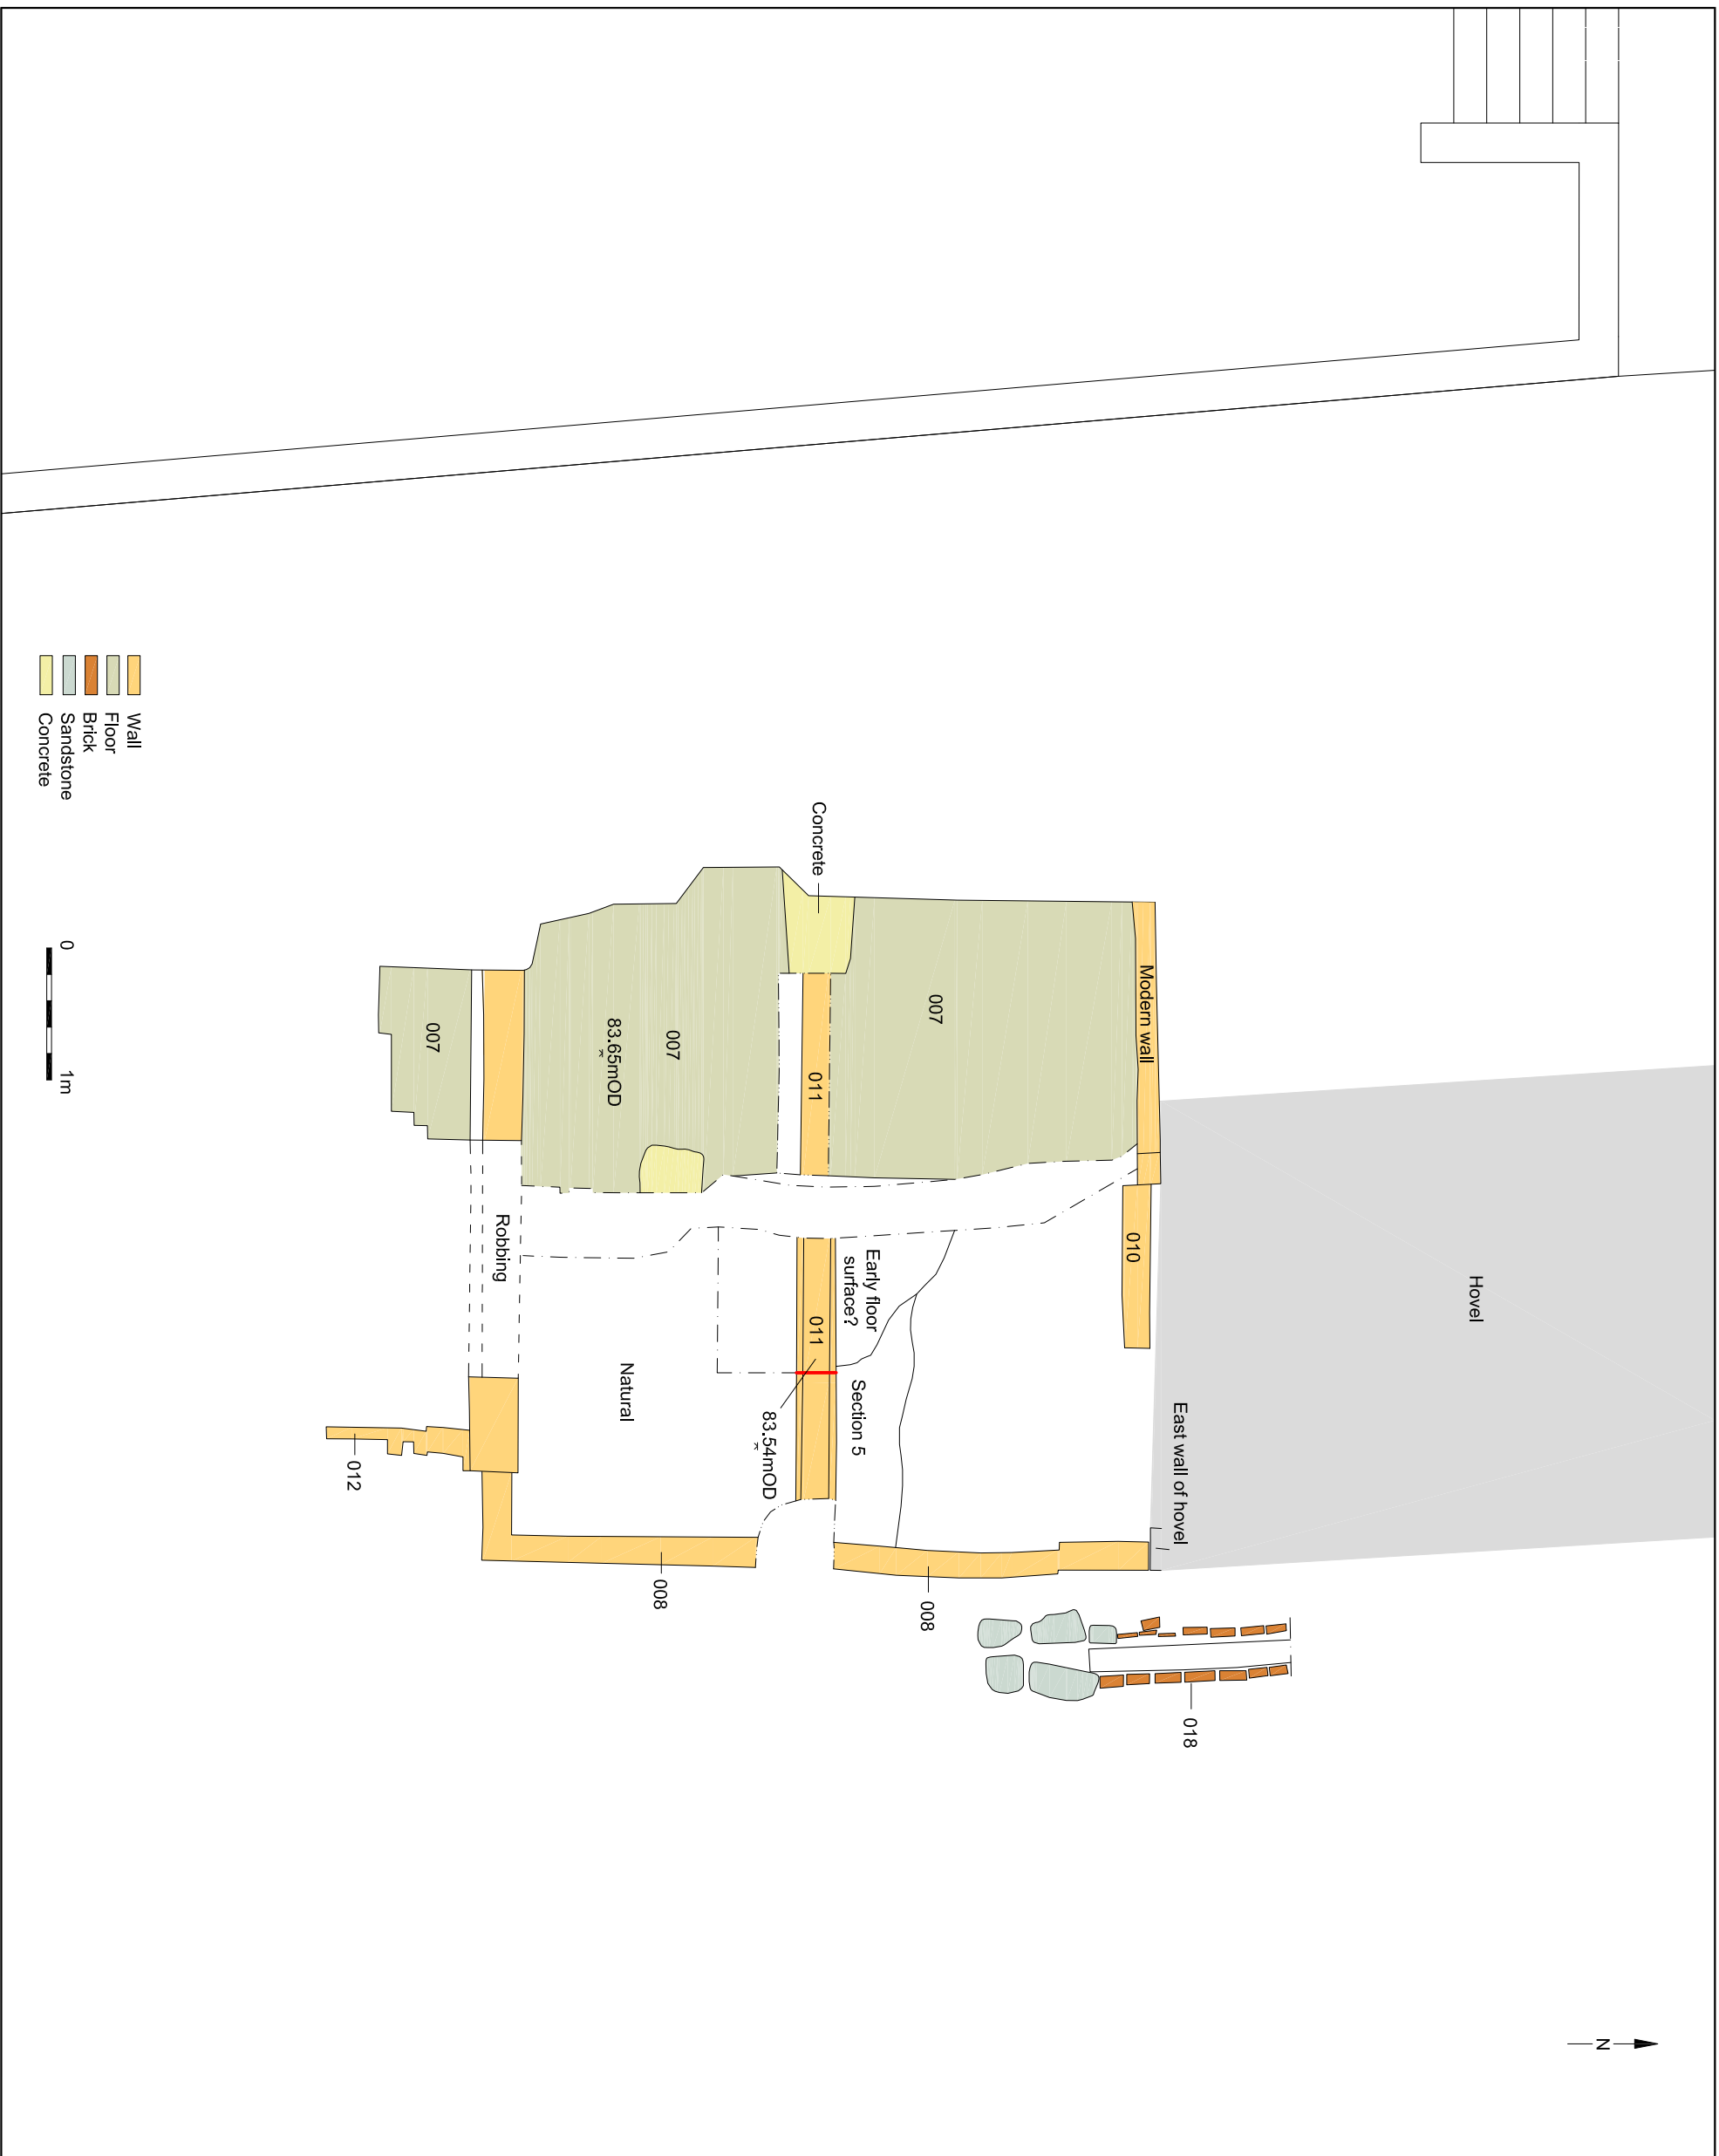 Hovel
East wall of hovel
018
Modern wall
010
007
Early floor
surface?
Section 5
008
Concrete
011
011
83.54mOD
007
83.65mOD
Natural
008
Robbing
007
012
Wall
Floor
Brick
Sandstone
Concrete
0
1m
N